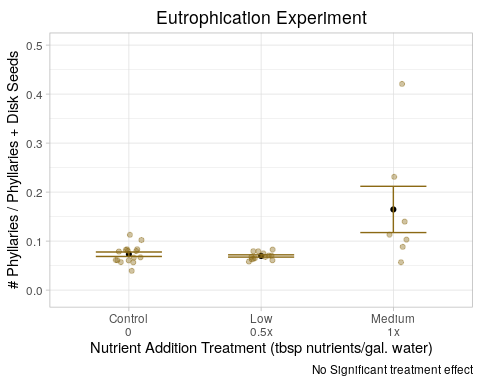 Eutrophication Experiment
# Phyllaries / Phyllaries + Disk Seeds
0.5
0.4
0.3
0.2
0.1
0.0
Control Low Medium
0 0.5x 1x
Nutrient Addition Treatment (tbsp nutrients/gal. water)
No Significant treatment effect